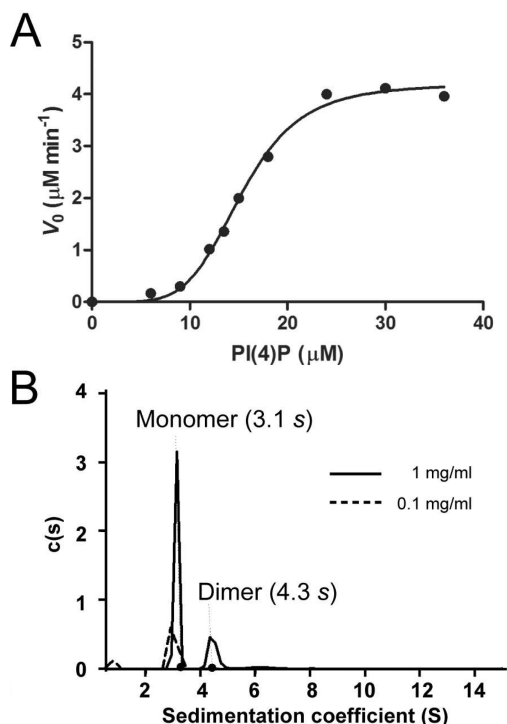 A
5
4
3
2
1
0
V0 (μM min-1)
0 10 20 30 40
PI(4)P (μM)
B
4
3
2
1
0
c(s)
Monomer (3.1 s)
1 mg/ml
0.1 mg/ml
Dimer (4.3 s)
2 4 6 8 10 12 14
Sedimentation coefficient (S)